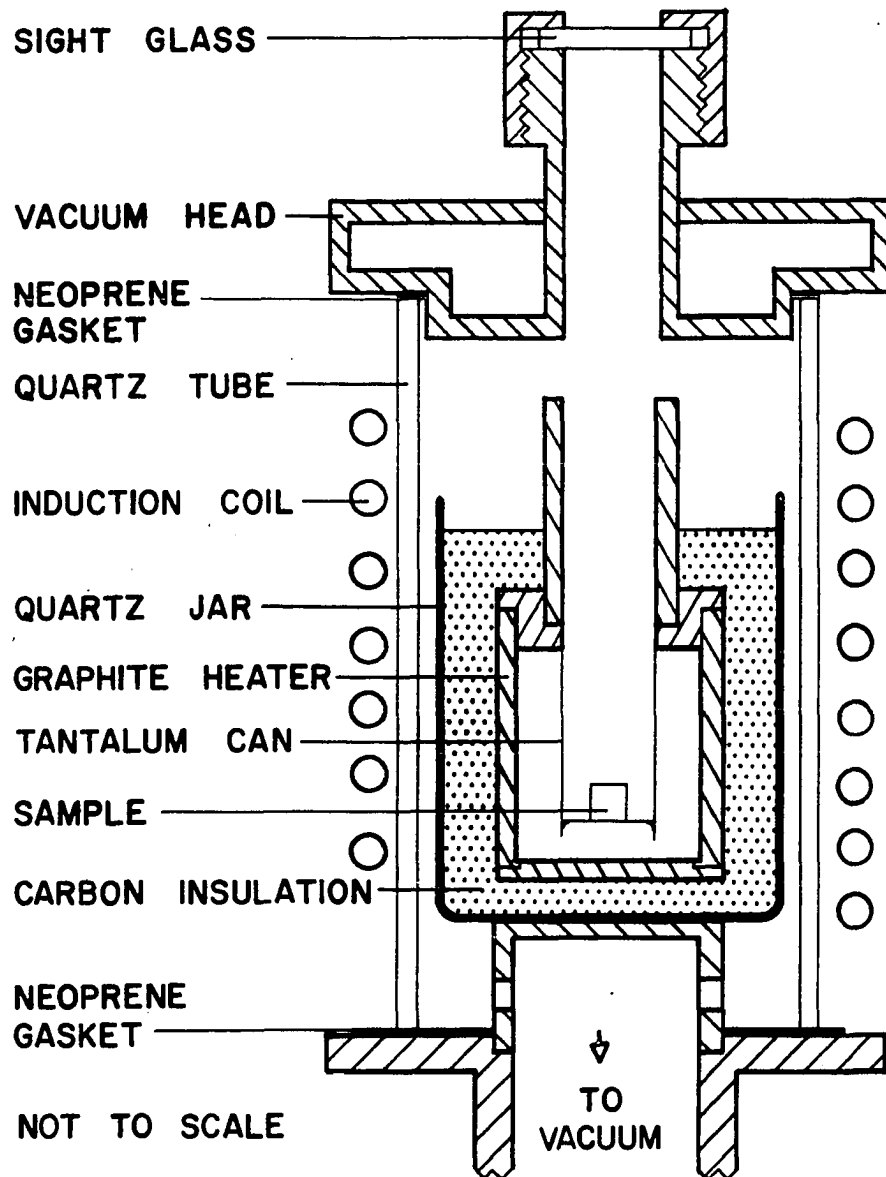 SIGHT GLASS
VACUUM HEAD
NEOPRENE
GASKET
QUARTZ TUBE
INDUCTION COIL
QUARTZ JAR
GRAPHITE HEATER
TANTALUM CAN
SAMPLE
CARBON INSULATION
NEOPRENE
GASKET
NOT TO SCALE
TO
VACUUM